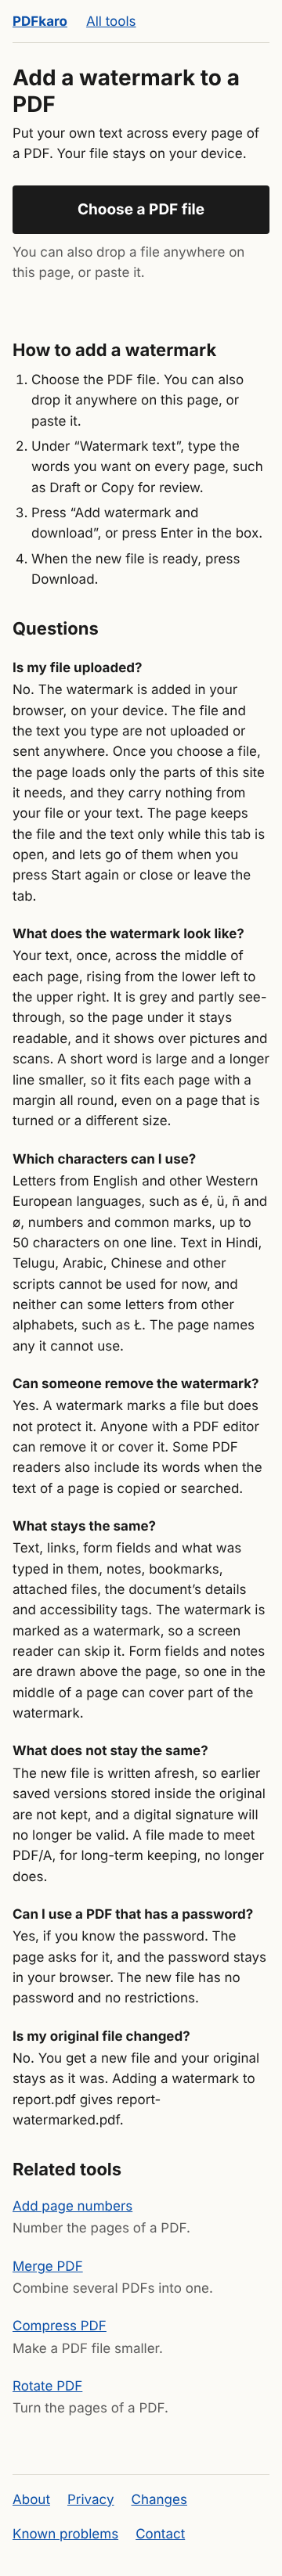 PDFkaro All tools
Add a watermark to a
PDF
Put your own text across every page of
a PDF. Your file stays on your device.
Choose a PDF file
You can also drop a file anywhere on
this page, or paste it.
How to add a watermark
1. Choose the PDF file. You can also
drop it anywhere on this page, or
paste it.
2. Under “Watermark text”, type the
words you want on every page, such
as Draft or Copy for review.
3. Press “Add watermark and
download”, or press Enter in the box.
4. When the new file is ready, press
Download.
Questions
Is my file uploaded?
No. The watermark is added in your
browser, on your device. The file and
the text you type are not uploaded or
sent anywhere. Once you choose a file,
the page loads only the parts of this site
it needs, and they carry nothing from
your file or your text. The page keeps
the file and the text only while this tab is
open, and lets go of them when you
press Start again or close or leave the
tab.
What does the watermark look like?
Your text, once, across the middle of
each page, rising from the lower left to
the upper right. It is grey and partly see-
through, so the page under it stays
readable, and it shows over pictures and
scans. A short word is large and a longer
line smaller, so it fits each page with a
margin all round, even on a page that is
turned or a different size.
Which characters can I use?
Letters from English and other Western
European languages, such as é, ü, ñ and
ø, numbers and common marks, up to
50 characters on one line. Text in Hindi,
Telugu, Arabic, Chinese and other
scripts cannot be used for now, and
neither can some letters from other
alphabets, such as Ł. The page names
any it cannot use.
Can someone remove the watermark?
Yes. A watermark marks a file but does
not protect it. Anyone with a PDF editor
can remove it or cover it. Some PDF
readers also include its words when the
text of a page is copied or searched.
What stays the same?
Text, links, form fields and what was
typed in them, notes, bookmarks,
attached files, the document’s details
and accessibility tags. The watermark is
marked as a watermark, so a screen
reader can skip it. Form fields and notes
are drawn above the page, so one in the
middle of a page can cover part of the
watermark.
What does not stay the same?
The new file is written afresh, so earlier
saved versions stored inside the original
are not kept, and a digital signature will
no longer be valid. A file made to meet
PDF/A, for long-term keeping, no longer
does.
Can I use a PDF that has a password?
Yes, if you know the password. The
page asks for it, and the password stays
in your browser. The new file has no
password and no restrictions.
Is my original file changed?
No. You get a new file and your original
stays as it was. Adding a watermark to
report.pdf gives report-
watermarked.pdf.
Related tools
Add page numbers
Number the pages of a PDF.
Merge PDF
Combine several PDFs into one.
Compress PDF
Make a PDF file smaller.
Rotate PDF
Turn the pages of a PDF.
About Privacy Changes
Known problems Contact